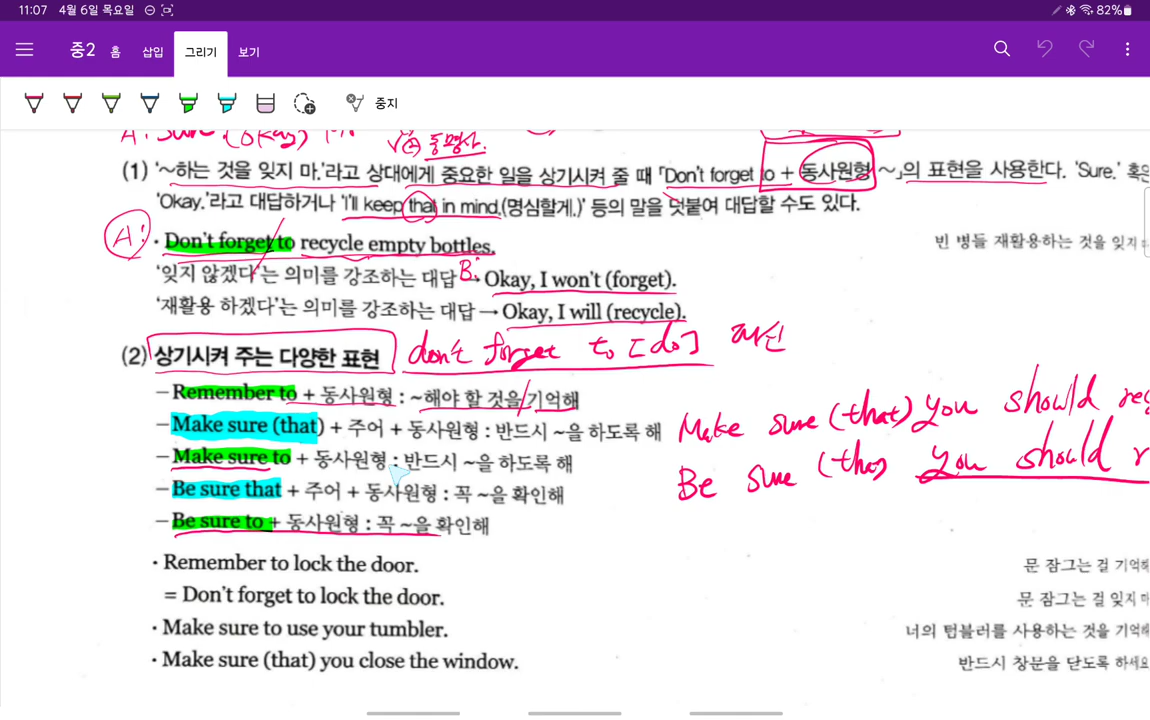 11:07 4월 6일 목요일 82%
중2 홈 삽입 그리기 보기
중지
A: Sure (okay)
동명사.
(1) '~하는 것을 잊지 마.'라고 상대에게 중요한 일을 상기시켜 줄 때 「Don't forget to + 동사원형 ~」의 표현을 사용한다. 'Sure.' 혹은
'Okay.'라고 대답하거나 'I'll keep that in mind.(명심할게.)' 등의 말을 덧붙여 대답할 수도 있다.
A: · Don't forget to recycle empty bottles. 빈 병들 재활용하는 것을 잊지
'잊지 않겠다'는 의미를 강조하는 대답 B: → Okay, I won't (forget).
'재활용 하겠다'는 의미를 강조하는 대답 → Okay, I will (recycle).
(2) 상기시켜 주는 다양한 표현 don't forget to [do]
– Remember to + 동사원형 : ~해야 할 것을 기억해
– Make sure (that) + 주어 + 동사원형 : 반드시 ~을 하도록 해 Make sure (that) you should
– Make sure to + 동사원형 : 반드시 ~을 하도록 해
– Be sure that + 주어 + 동사원형 : 꼭 ~을 확인해 Be sure (that) you should
– Be sure to + 동사원형 : 꼭 ~을 확인해
· Remember to lock the door. 문 잠그는 걸 기억해
= Don't forget to lock the door. 문 잠그는 걸 잊지 마
· Make sure to use your tumbler. 너의 텀블러를 사용하는 것을 기억해
· Make sure (that) you close the window. 반드시 창문을 닫도록 하세요